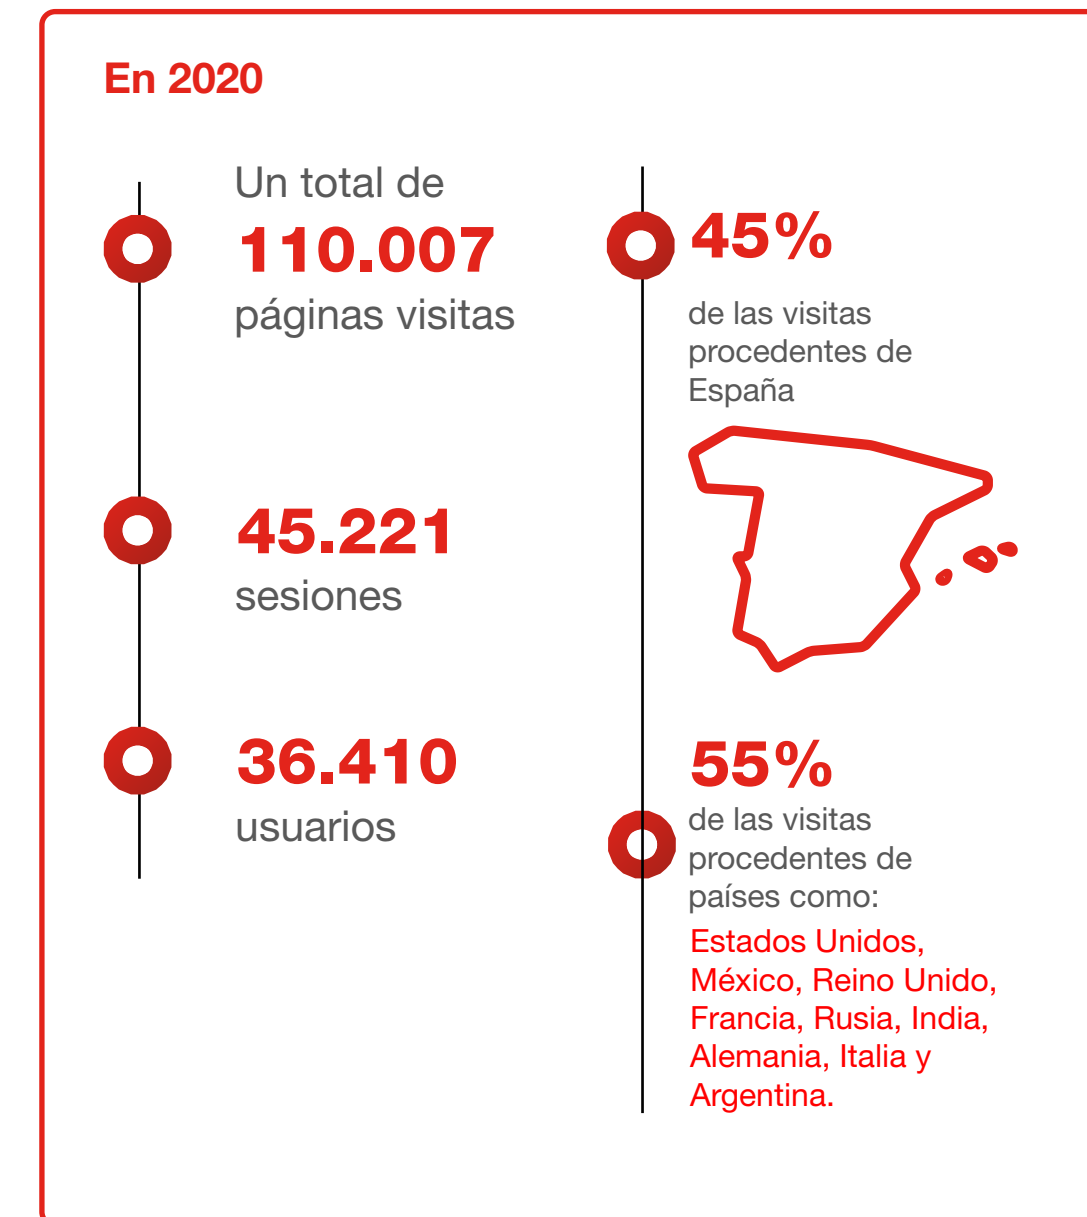 En 2020
Un total de
110.007
páginas visitas
45.221
sesiones
36.410
usuarios
45%
de las visitas
procedentes de
España
55%
de las visitas
procedentes de
países como:
Estados Unidos,
México, Reino Unido,
Francia, Rusia, India,
Alemania, Italia y
Argentina.